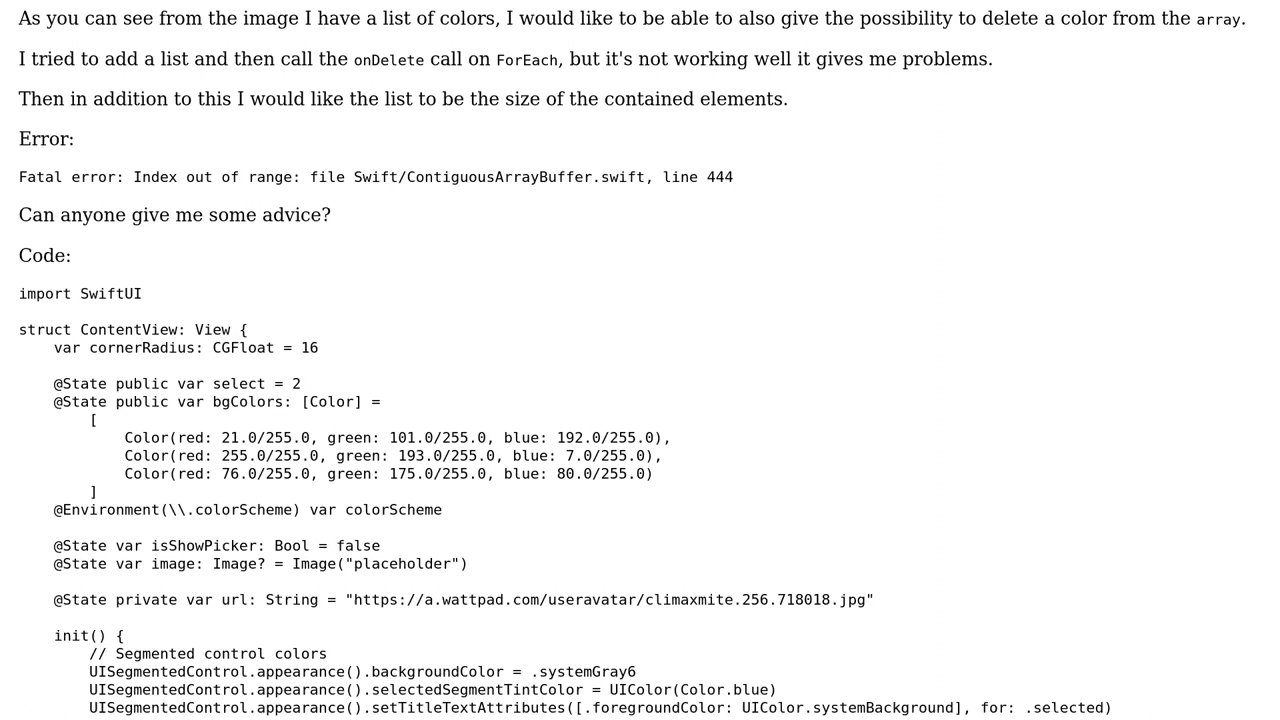 As you can see from the image I have a list of colors, I would like to be able to also give the possibility to delete a color from the array.
I tried to add a list and then call the onDelete call on ForEach, but it's not working well it gives me problems.
Then in addition to this I would like the list to be the size of the contained elements.
Error:
Fatal error: Index out of range: file Swift/ContiguousArrayBuffer.swift, line 444
Can anyone give me some advice?
Code:
import SwiftUI
struct ContentView: View {
    var cornerRadius: CGFloat = 16
    @State public var select = 2
    @State public var bgColors: [Color] =
        [
            Color(red: 21.0/255.0, green: 101.0/255.0, blue: 192.0/255.0),
            Color(red: 255.0/255.0, green: 193.0/255.0, blue: 7.0/255.0),
            Color(red: 76.0/255.0, green: 175.0/255.0, blue: 80.0/255.0)
        ]
    @Environment(\\.colorScheme) var colorScheme
    @State var isShowPicker: Bool = false
    @State var image: Image? = Image("placeholder")
    @State private var url: String = "https://a.wattpad.com/useravatar/climaxmite.256.718018.jpg"
    init() {
        // Segmented control colors
        UISegmentedControl.appearance().backgroundColor = .systemGray6
        UISegmentedControl.appearance().selectedSegmentTintColor = UIColor(Color.blue)
        UISegmentedControl.appearance().setTitleTextAttributes([.foregroundColor: UIColor.systemBackground], for: .selected)